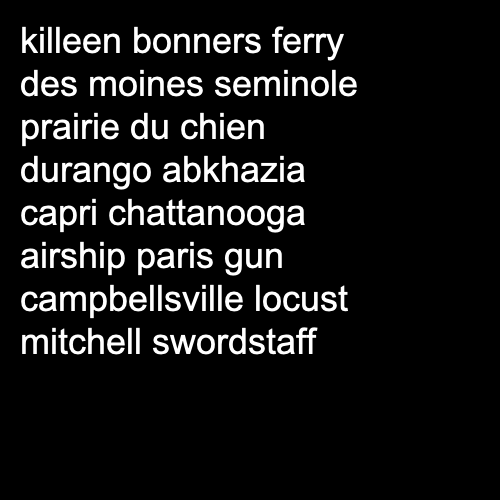 killeen bonners ferry
des moines seminole
prairie du chien
durango abkhazia
capri chattanooga
airship paris gun
campbellsville locust
mitchell swordstaff